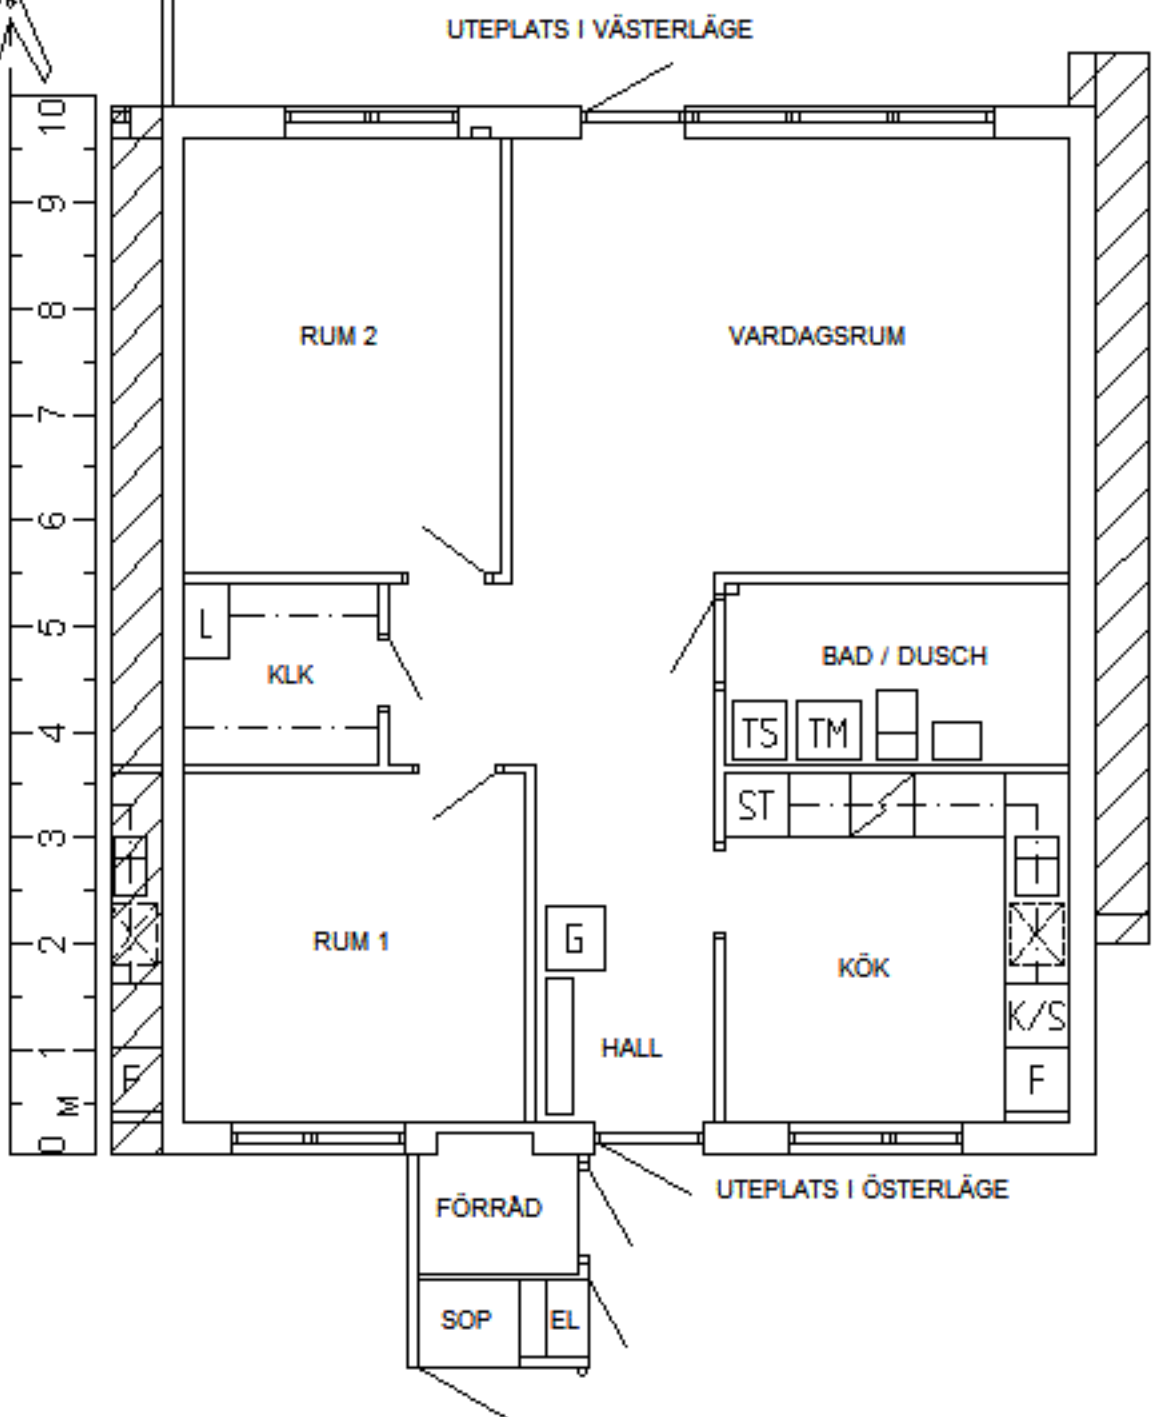 UTEPLATS I VÄSTERLÄGE
10
9
8
7
6
5
4
3
2
1
M
0
RUM 2
VARDAGSRUM
L
KLK
BAD / DUSCH
TS
TM
ST
RUM 1
G
KÖK
HALL
K/S
F
F
UTEPLATS I ÖSTERLÄGE
FÖRRÅD
SOP
EL